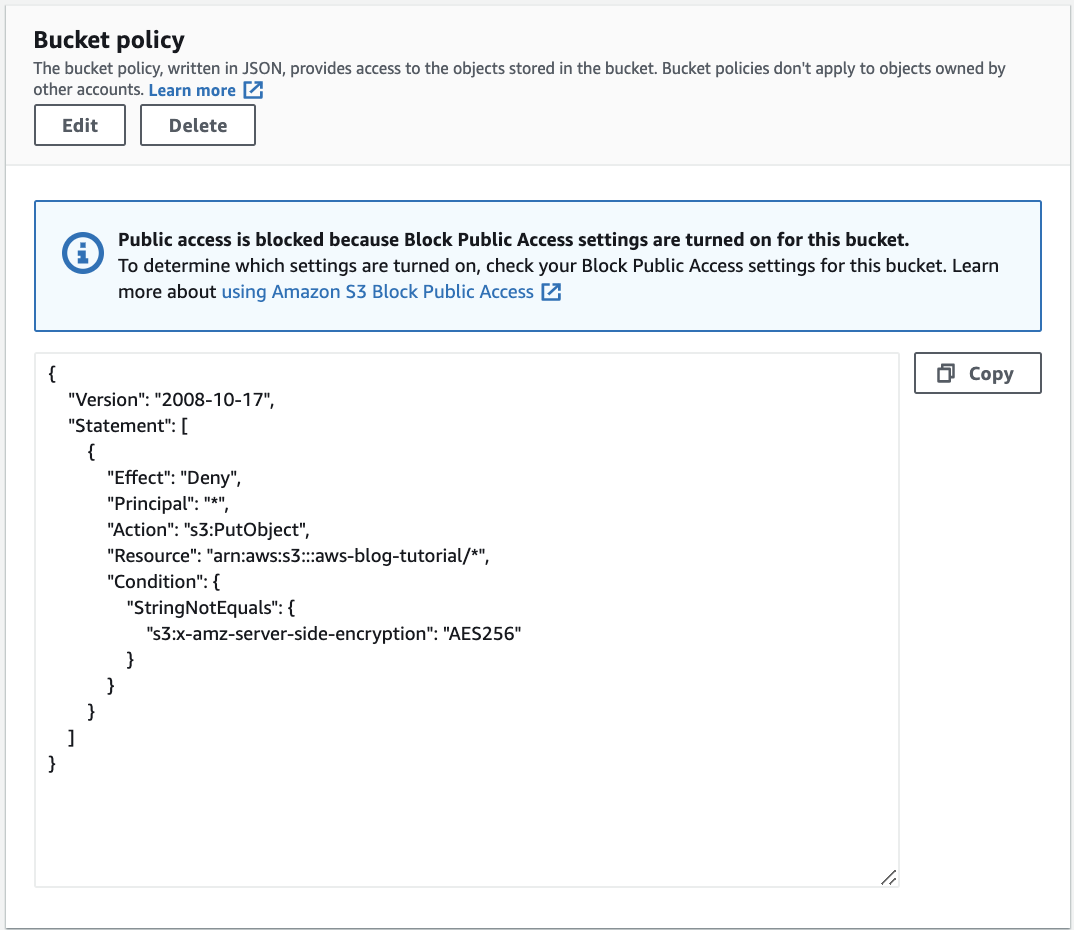 Bucket policy
The bucket policy, written in JSON, provides access to the objects stored in the bucket. Bucket policies don't apply to objects owned by
other accounts. Learn more
Edit Delete
Public access is blocked because Block Public Access settings are turned on for this bucket.
To determine which settings are turned on, check your Block Public Access settings for this bucket. Learn
more about using Amazon S3 Block Public Access
Copy
{
"Version": "2008-10-17",
"Statement": [
{
"Effect": "Deny",
"Principal": "*",
"Action": "s3:PutObject",
"Resource": "arn:aws:s3:::aws-blog-tutorial/*",
"Condition": {
"StringNotEquals": {
"s3:x-amz-server-side-encryption": "AES256"
}
}
}
]
}